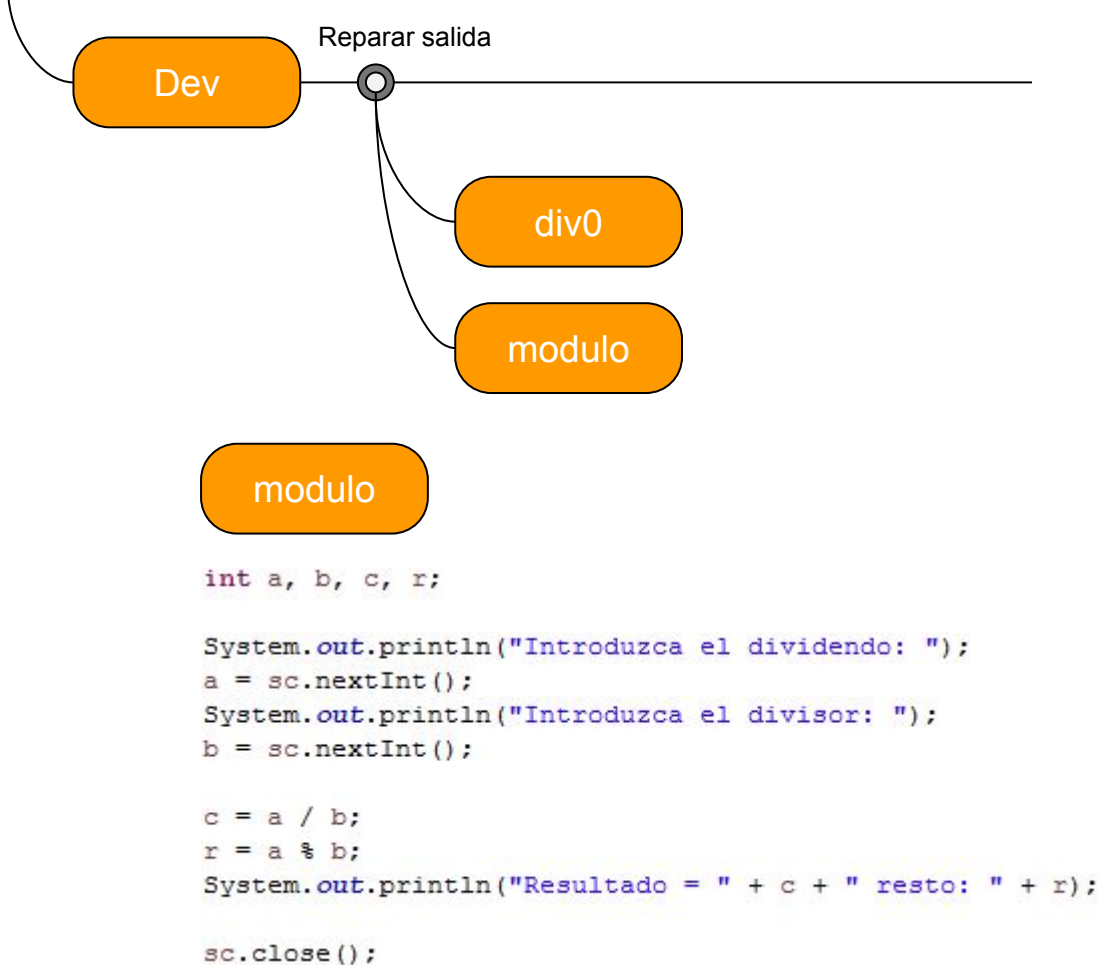 Reparar salida
Dev
div0
modulo
modulo
int a, b, c, r;
System.out.println("Introduzca el dividendo: ");
a = sc.nextInt();
System.out.println("Introduzca el divisor: ");
b = sc.nextInt();
c = a / b;
r = a % b;
System.out.println("Resultado = " + c + " resto: " + r);
sc.close();